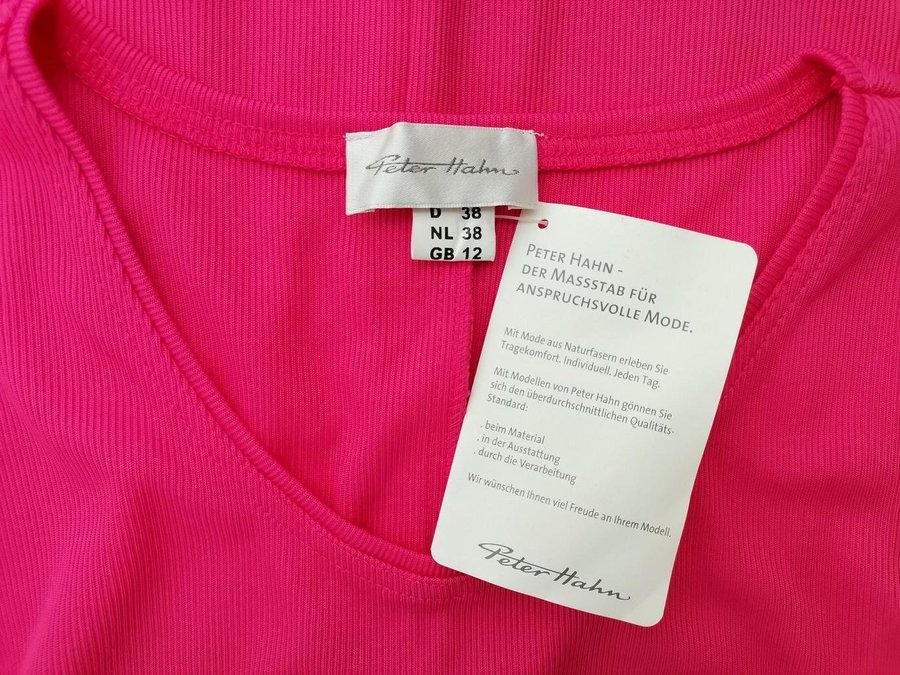 Peter Hahn
D 38
NL 38
GB 12
PETER HAHN -
DER MASSSTAB FÜR
ANSPRUCHSVOLLE MODE.
Mit Mode aus Naturfasern erleben Sie
Tragekomfort. Individuell. Jeden Tag.
Mit Modellen von Peter Hahn gönnen Sie
sich den überdurchschnittlichen Qualitäts-
Standard:
. beim Material
. in der Ausstattung
. durch die Verarbeitung
Wir wünschen Ihnen viel Freude an Ihrem Modell.
Peter Hahn